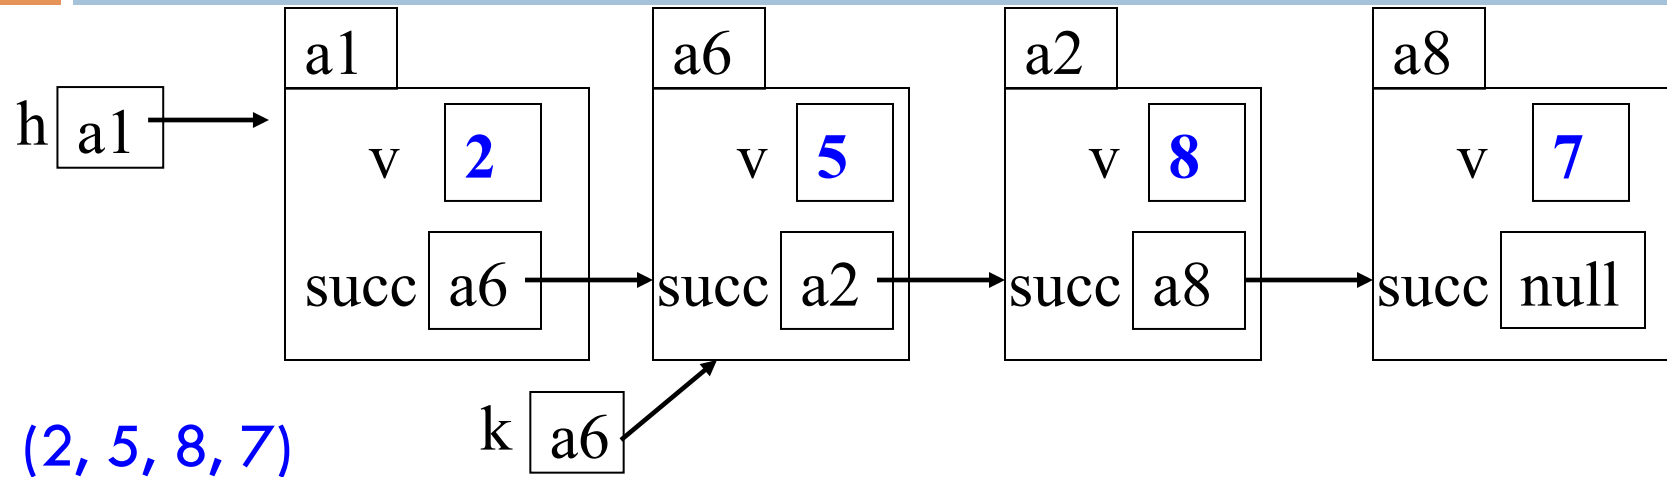 a1 a6 a2 a8
h a1
v 2 v 5 v 8 v 7
succ a6 succ a2 succ a8 succ null
k a6
(2, 5, 8, 7)